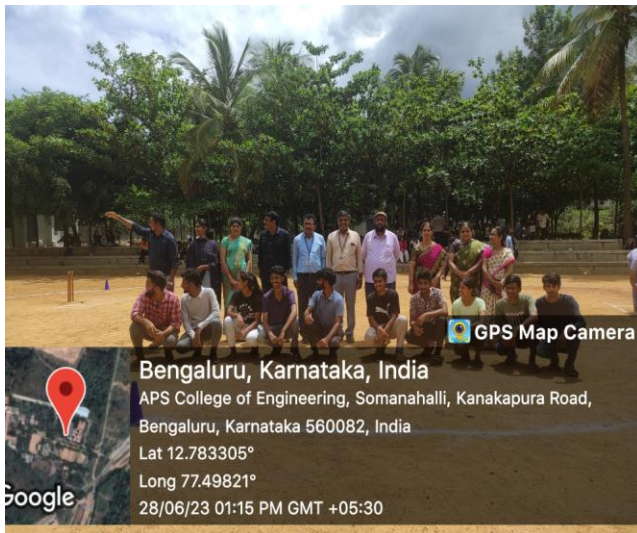 GPS Map Camera
Bengaluru, Karnataka, India
APS College of Engineering, Somanahalli, Kanakapura Road,
Bengaluru, Karnataka 560082, India
Lat 12.783305°
Long 77.49821°
28/06/23 01:15 PM GMT +05:30
Google